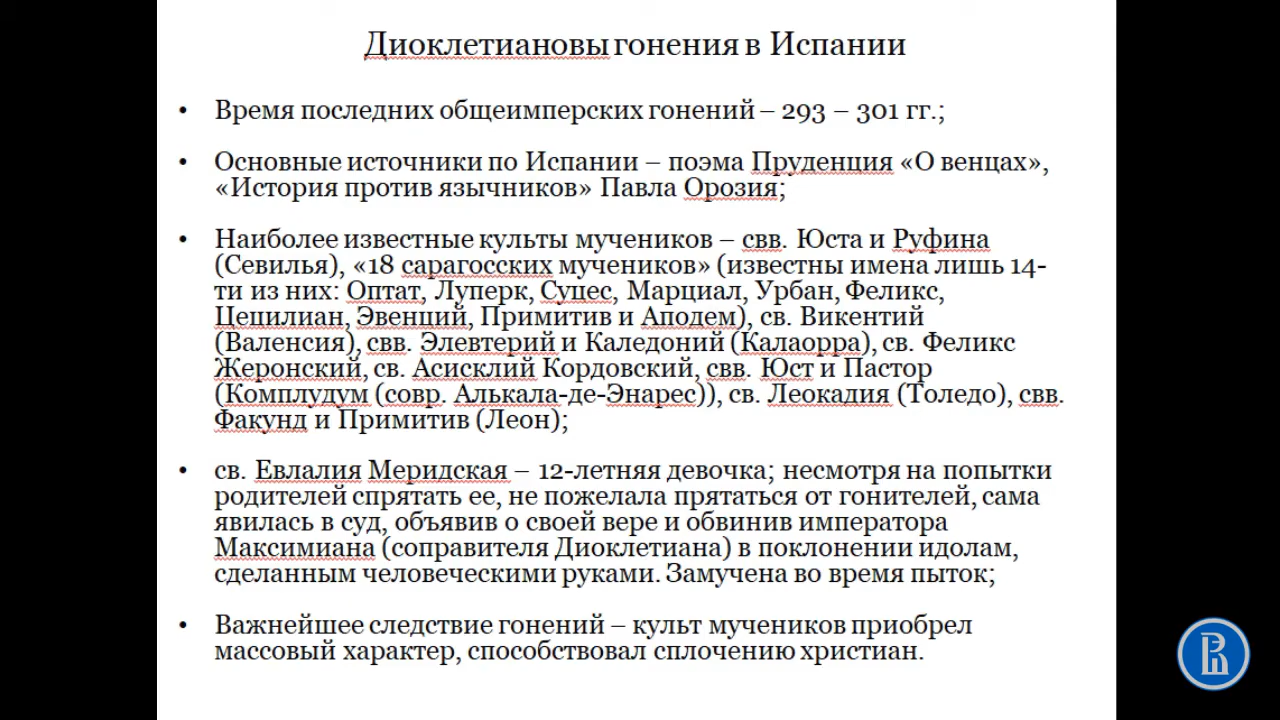 Диоклетиановы гонения в Испании
• Время последних общеимперских гонений – 293 – 301 гг.;
• Основные источники по Испании – поэма Пруденция «О венцах»,
«История против язычников» Павла Орозия;
• Наиболее известные культы мучеников – свв. Юста и Руфина
(Севилья), «18 сарагосских мучеников» (известны имена лишь 14-
ти из них: Оптат, Луперк, Суцес, Марциал, Урбан, Феликс,
Цецилиан, Эвенций, Примитив и Аподем), св. Викентий
(Валенсия), свв. Элевтерий и Каледоний (Калаорра), св. Феликс
Жеронский, св. Асисклий Кордовский, свв. Юст и Пастор
(Комплудум (совр. Алькала-де-Энарес)), св. Леокадия (Толедо), свв.
Факунд и Примитив (Леон);
• св. Евлалия Меридская – 12-летняя девочка; несмотря на попытки
родителей спрятать ее, не пожелала прятаться от гонителей, сама
явилась в суд, объявив о своей вере и обвинив императора
Максимиана (соправителя Диоклетиана) в поклонении идолам,
сделанным человеческими руками. Замучена во время пыток;
• Важнейшее следствие гонений – культ мучеников приобрел
массовый характер, способствовал сплочению христиан.